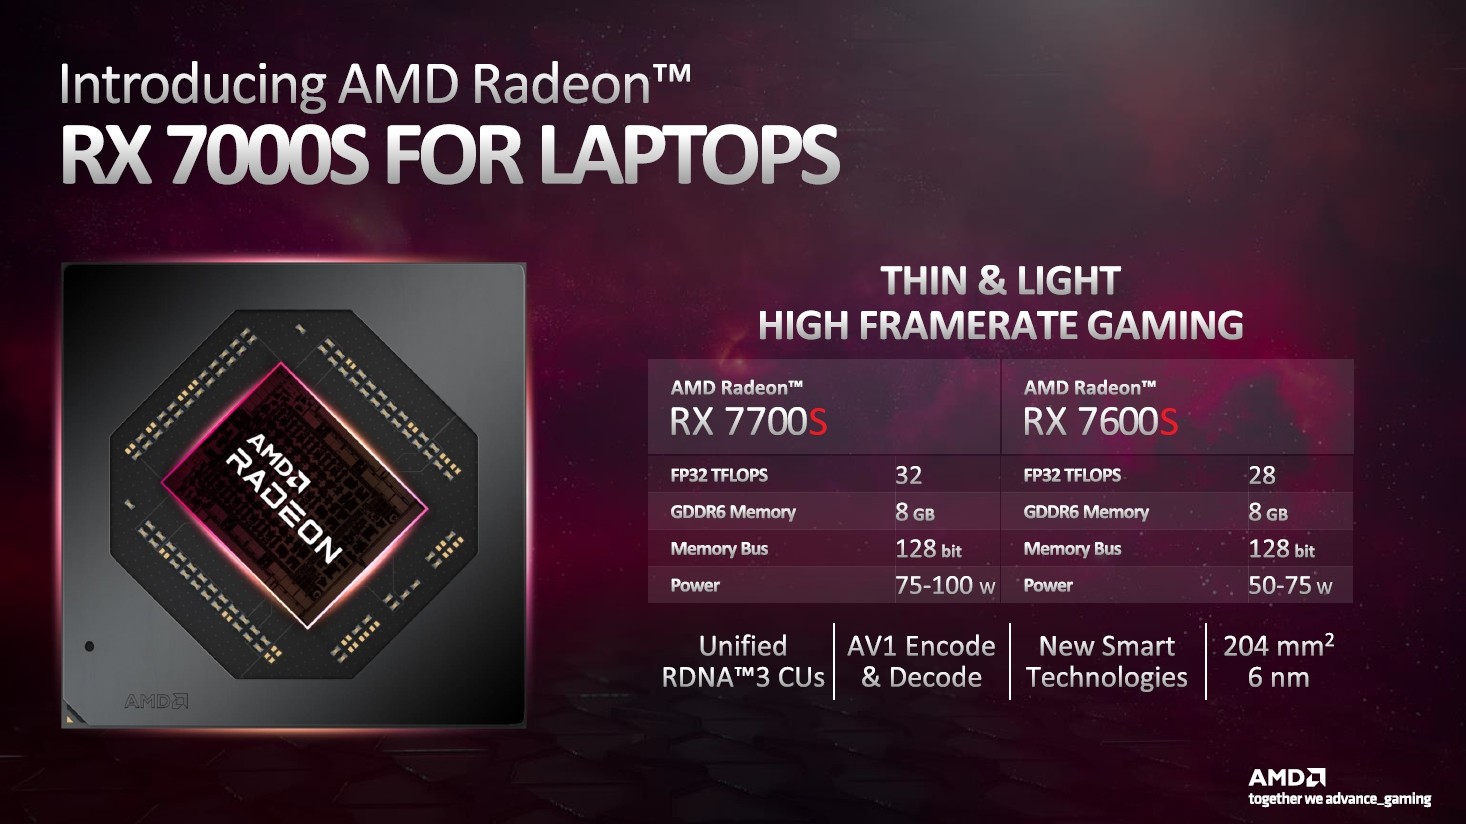 Introducing AMD Radeon™
RX 7000S FOR LAPTOPS
AMD
RADEON
AMD
THIN & LIGHT
HIGH FRAMERATE GAMING
AMD Radeon™ AMD Radeon™
RX 7700S RX 7600S
FP32 TFLOPS 32 FP32 TFLOPS 28
GDDR6 Memory 8 GB GDDR6 Memory 8 GB
Memory Bus 128 bit Memory Bus 128 bit
Power 75-100 W Power 50-75 W
Unified AV1 Encode New Smart 204 mm²
RDNA™3 CUs & Decode Technologies 6 nm
AMD
together we advance_gaming